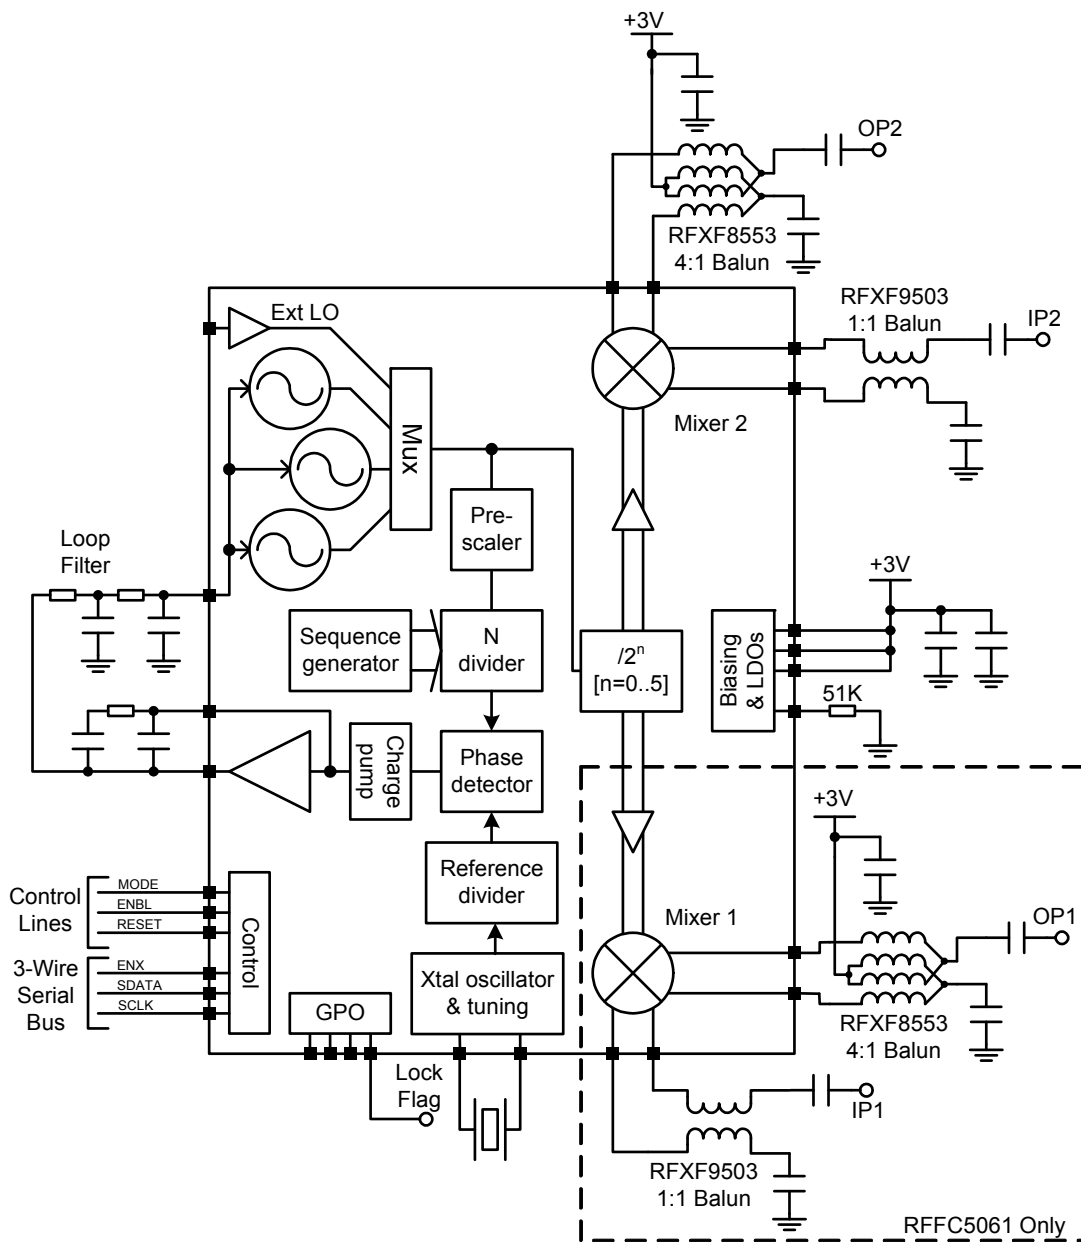 +3V
OP2
RFXF8553
4:1 Balun
RFXF9503
1:1 Balun
IP2
Ext LO
Mux
Mixer 2
Pre-
scaler
Loop
Filter
+3V
Sequence
generator
N
divider
/2ⁿ
[n=0..5]
Biasing
& LDOs
51K
Charge
pump
Phase
detector
+3V
Reference
divider
Control
Lines
MODE
ENBL
RESET
Control
Mixer 1
OP1
3-Wire
Serial
Bus
ENX
SDATA
SCLK
Xtal oscillator
& tuning
GPO
RFXF8553
4:1 Balun
Lock
Flag
IP1
RFXF9503
1:1 Balun
RFFC5061 Only